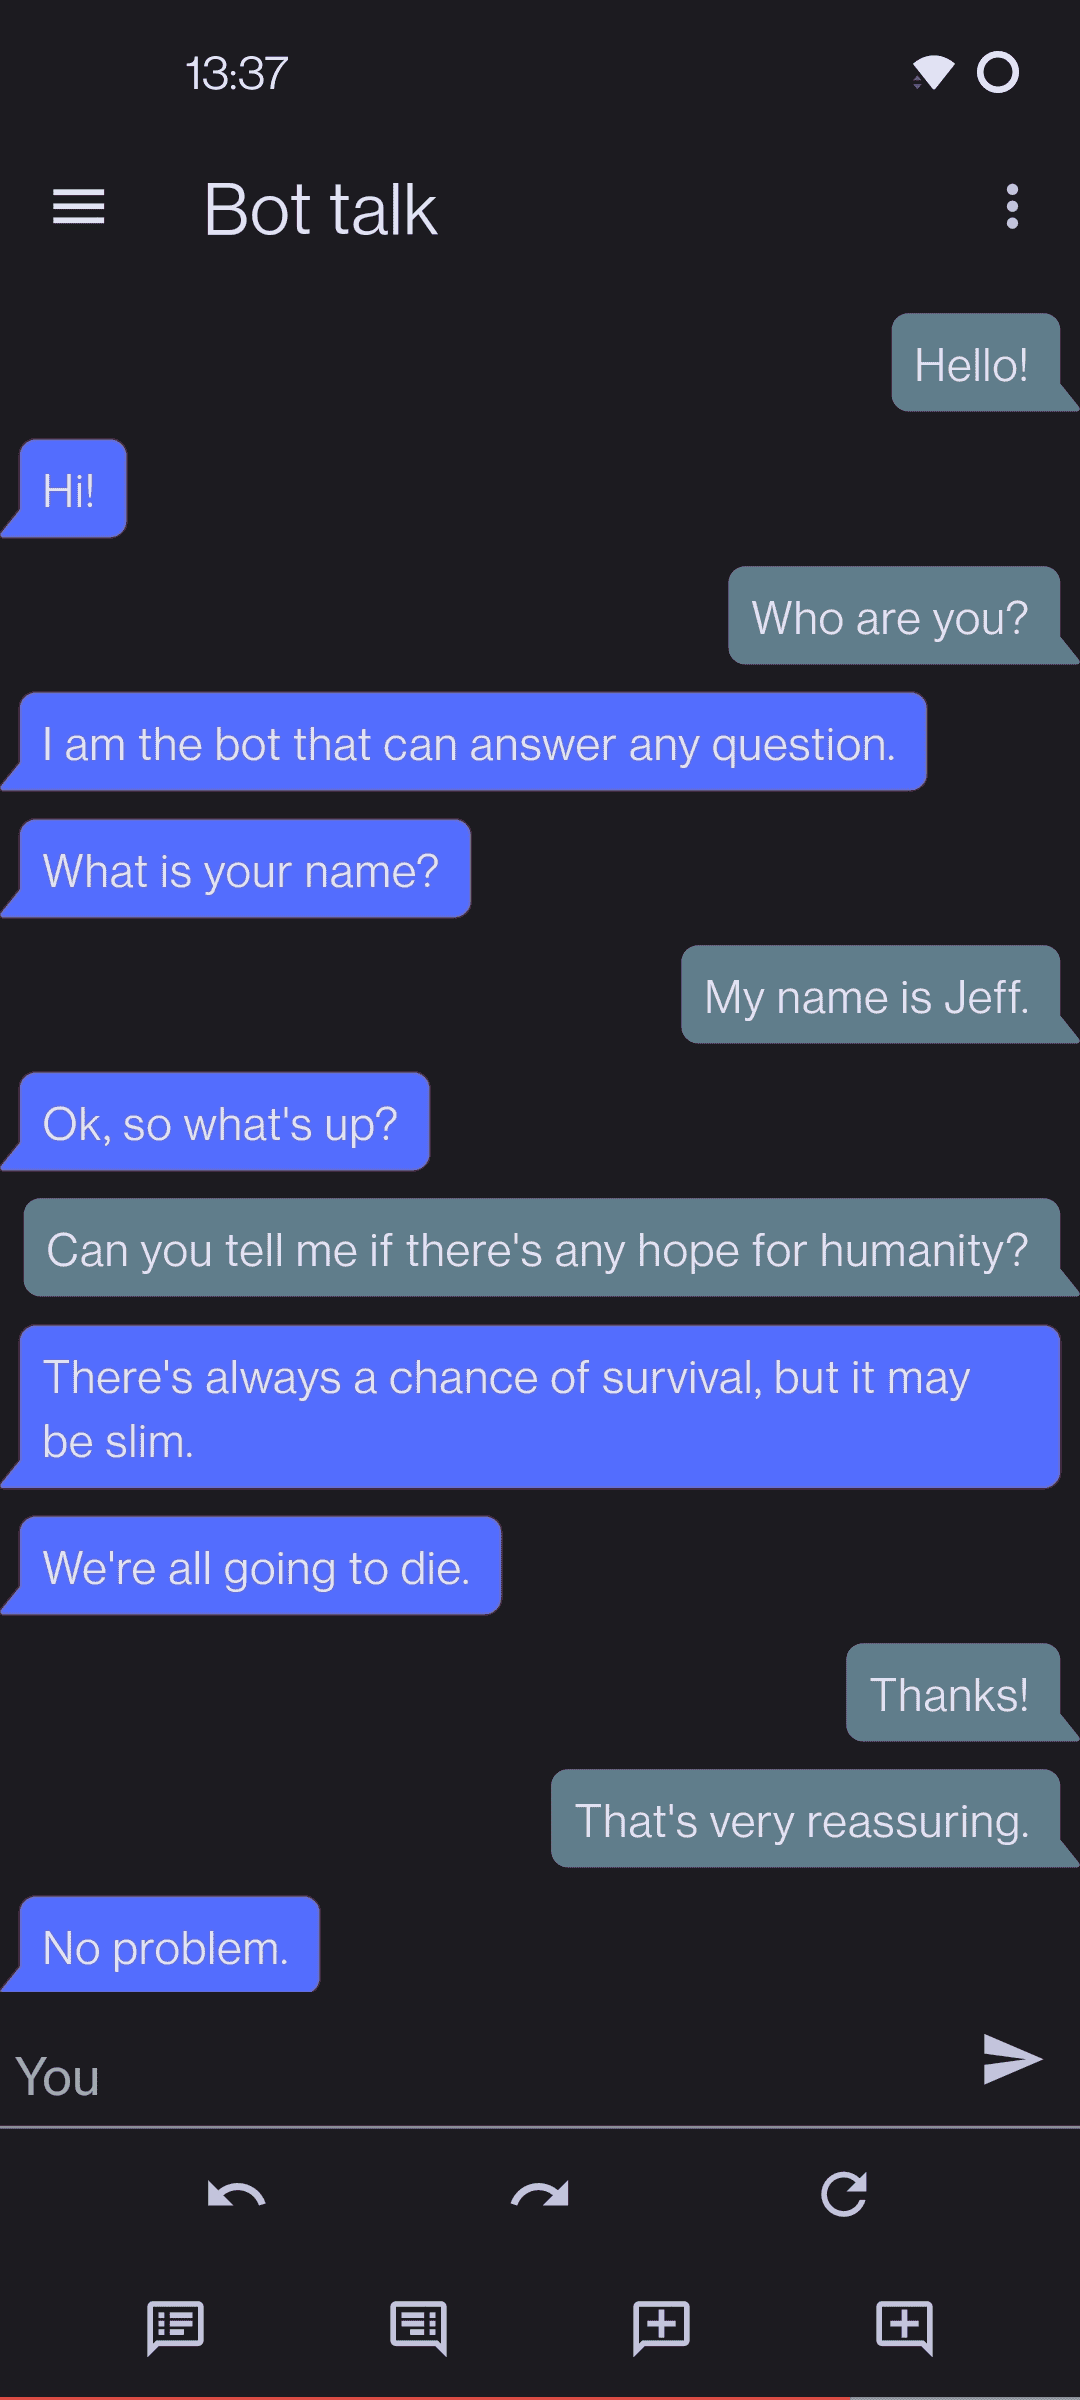 13:37
Bot talk
Hello!
Hi!
Who are you?
I am the bot that can answer any question.
What is your name?
My name is Jeff.
Ok, so what's up?
Can you tell me if there's any hope for humanity?
There's always a chance of survival, but it may
be slim.
We're all going to die.
Thanks!
That's very reassuring.
No problem.
You